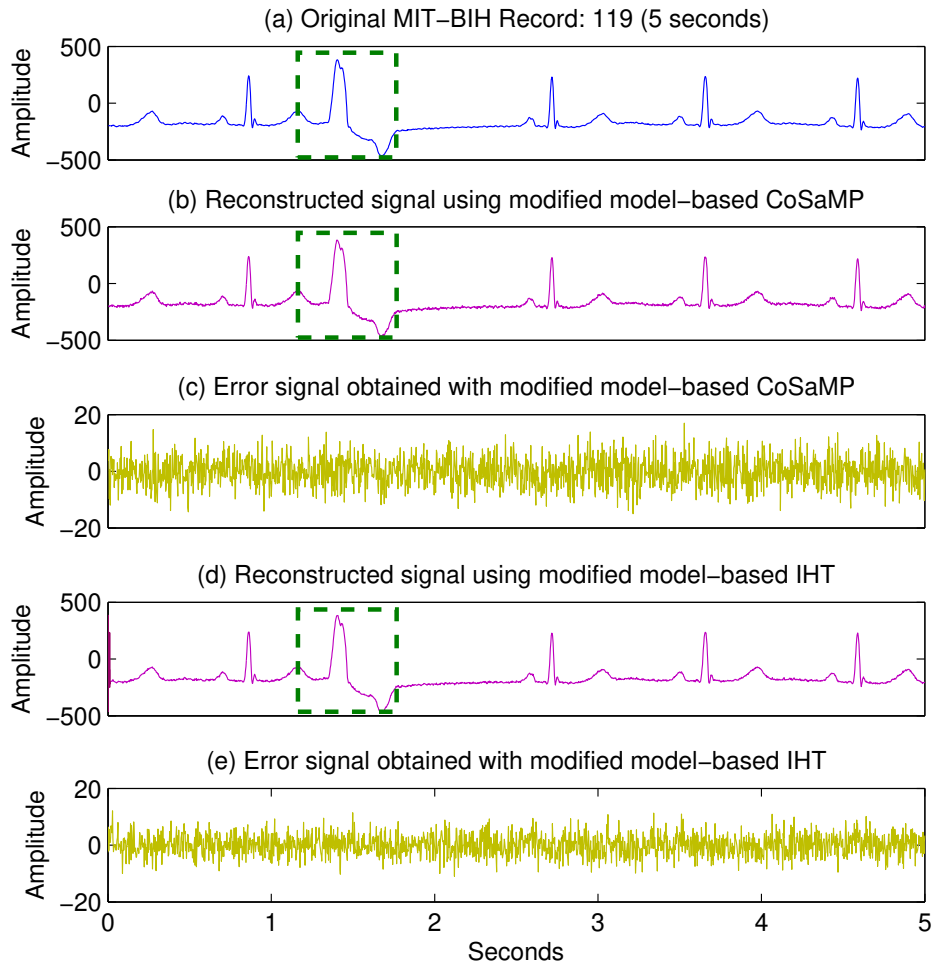 (a) Original MIT−BIH Record: 119 (5 seconds)
500
0
−500
Amplitude
(b) Reconstructed signal using modified model−based CoSaMP
500
0
−500
Amplitude
(c) Error signal obtained with modified model−based CoSaMP
20
0
−20
Amplitude
(d) Reconstructed signal using modified model−based IHT
500
0
−500
Amplitude
(e) Error signal obtained with modified model−based IHT
20
0
−20
Amplitude
0 1 2 3 4 5
Seconds